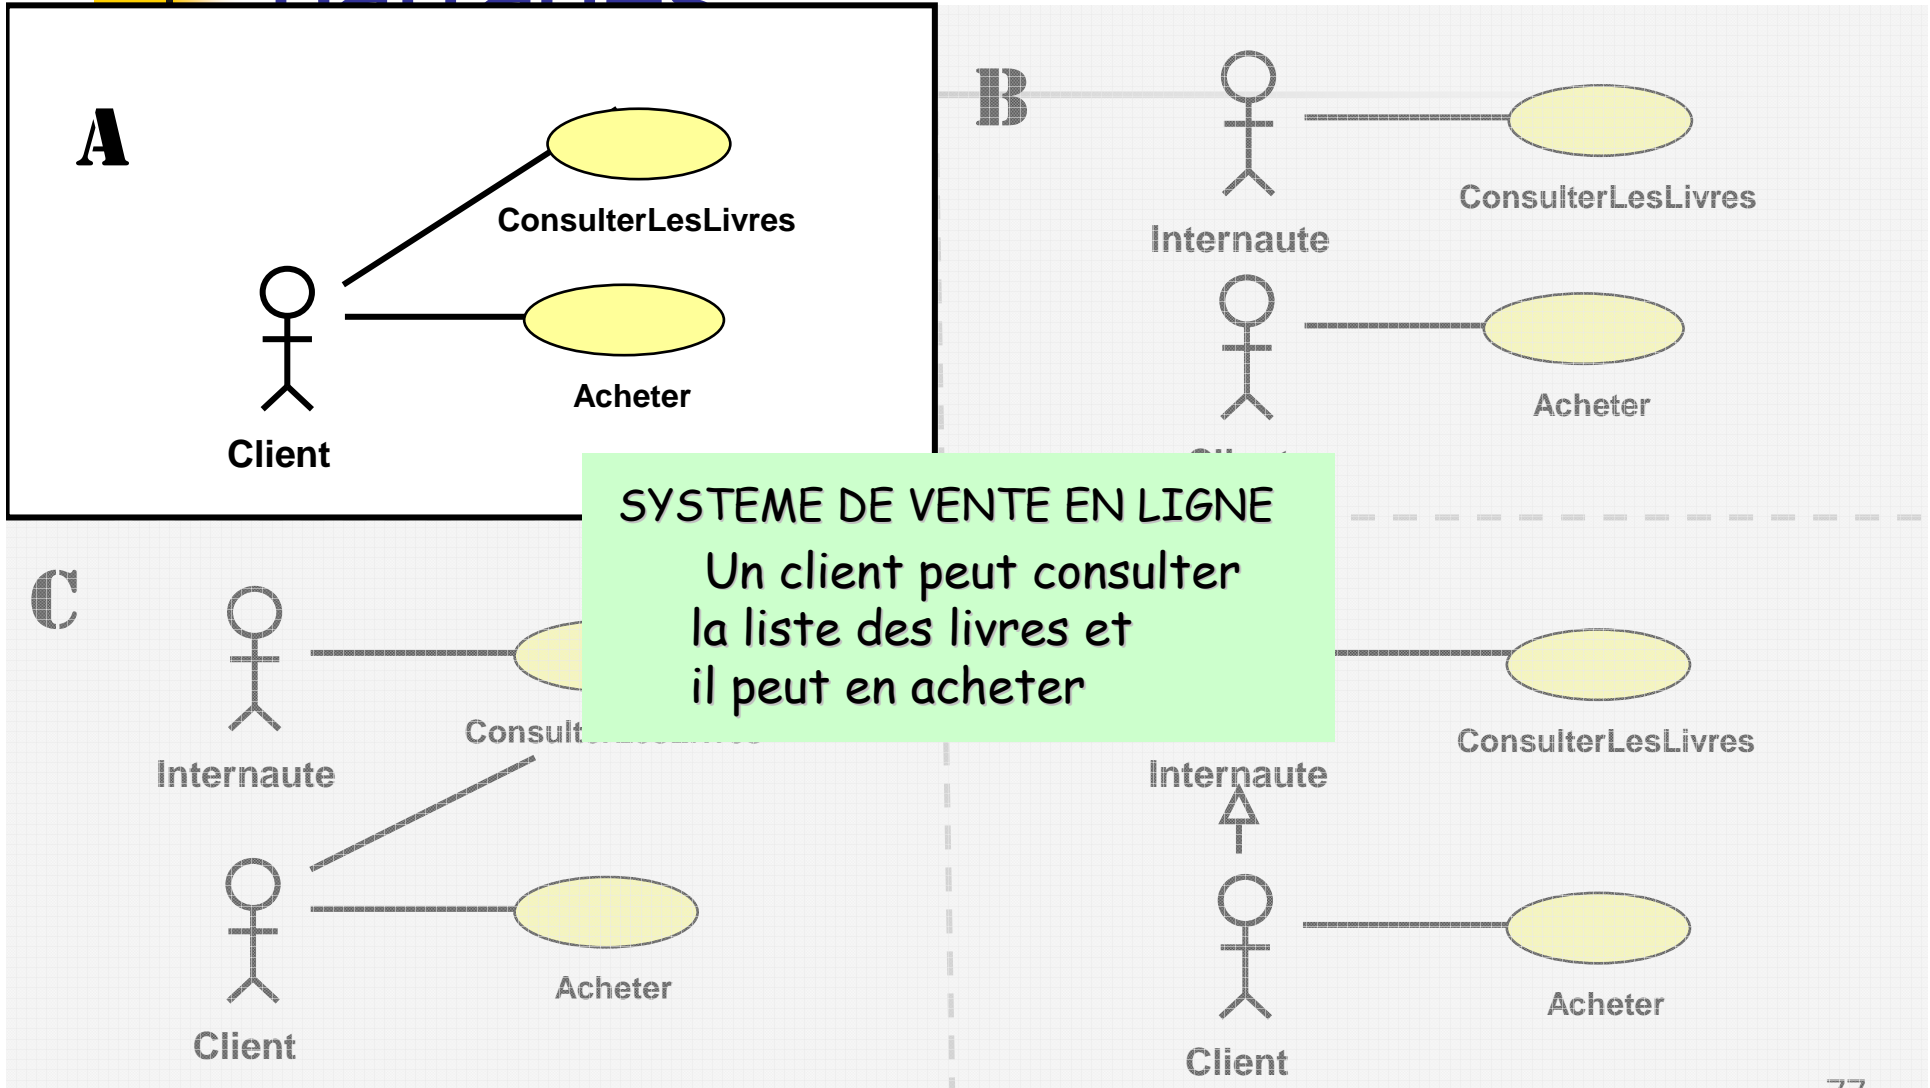 A
ConsulterLesLivres
Acheter
Client
B
ConsulterLesLivres
Internaute
Acheter
SYSTEME DE VENTE EN LIGNE
Un client peut consulter
la liste des livres et
il peut en acheter
C
Internaute
Acheter
Client
ConsulterLesLivres
Internaute
Acheter
Client
77